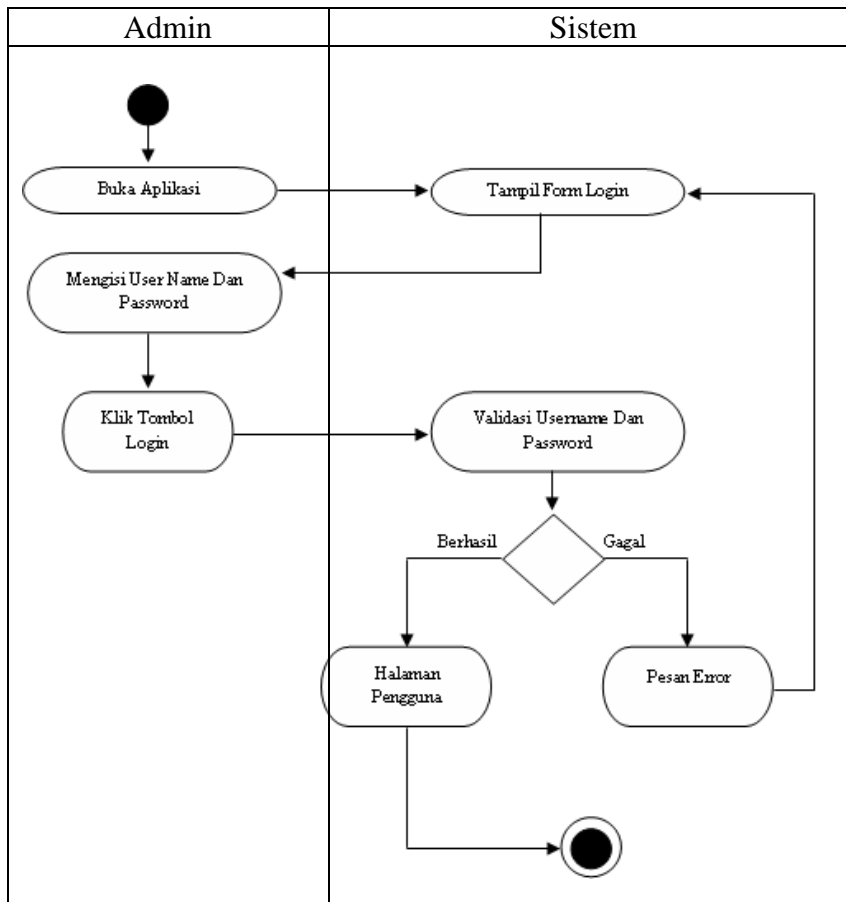 Admin
Sistem
Buka Aplikasi
Tampil Form Login
Mengisi User Name Dan
Password
Klik Tombol
Login
Validasi Username Dan
Password
Berhasil
Gagal
Halaman
Pengguna
Pesan Error